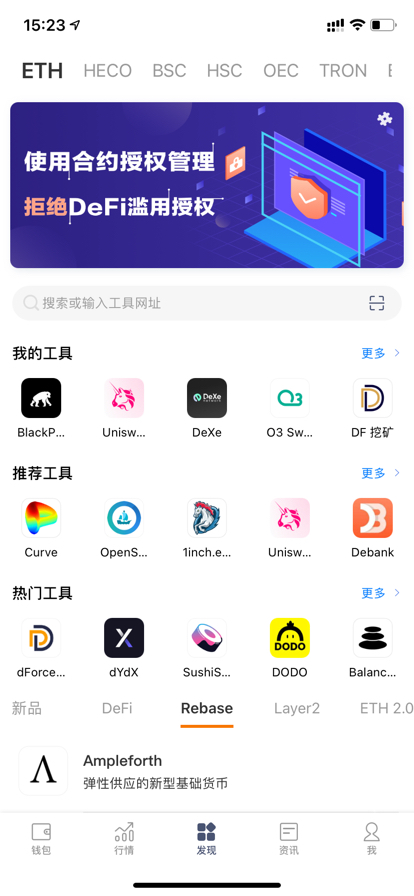 15:23
ETH HECO BSC HSC OEC TRON
使用合约授权管理
拒绝DeFi滥用授权
搜索或输入工具网址
我的工具 更多
DeXe
BlackP... Unisw... DeXe O3 Sw... DF 挖矿
推荐工具 更多
Curve OpenS... 1inch.e... Unisw... Debank
热门工具 更多
DODO
dForce... dYdX SushiS... DODO Balanc...
新品 DeFi Rebase Layer2 ETH 2.0
Ampleforth
弹性供应的新型基础货币
钱包 行情 发现 资讯 我